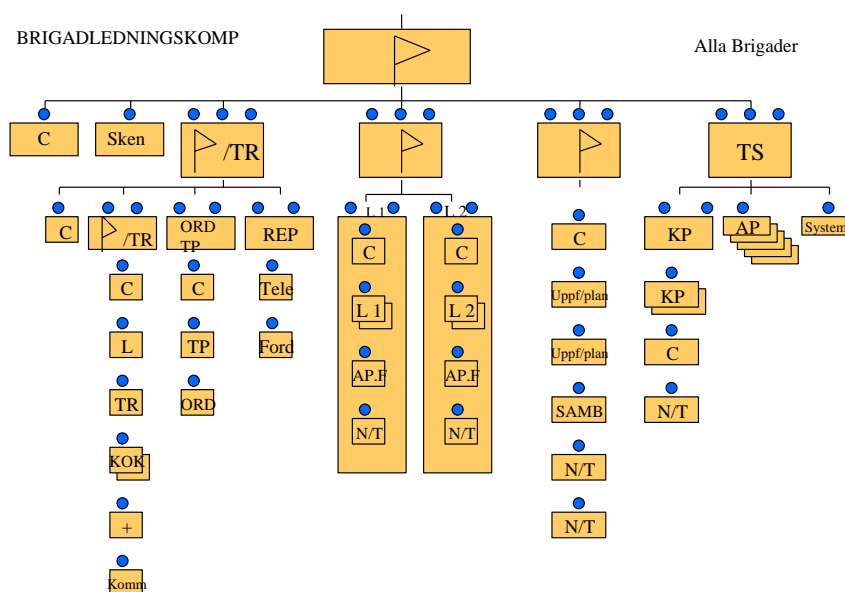 BRIGADLEDNINGSKOMP
Alla Brigader
C
Sken
/TR
TS
C
/TR
ORD
TP
REP
L 1
L 2
KP
AP
System
C
C
Tele
C
C
C
KP
L
TP
Ford
L 1
L 2
Uppf/plan
C
TR
ORD
AP.F
AP.F
Uppf/plan
N/T
KOK
N/T
N/T
SAMB
+
N/T
Komm
N/T